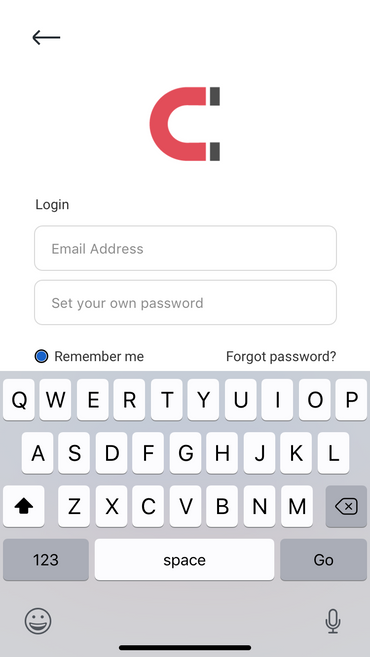 Login
Email Address
Set your own password
Remember me Forgot password?
Q W E R T Y U I O P
A S D F G H J K L
Z X C V B N M
123 space Go